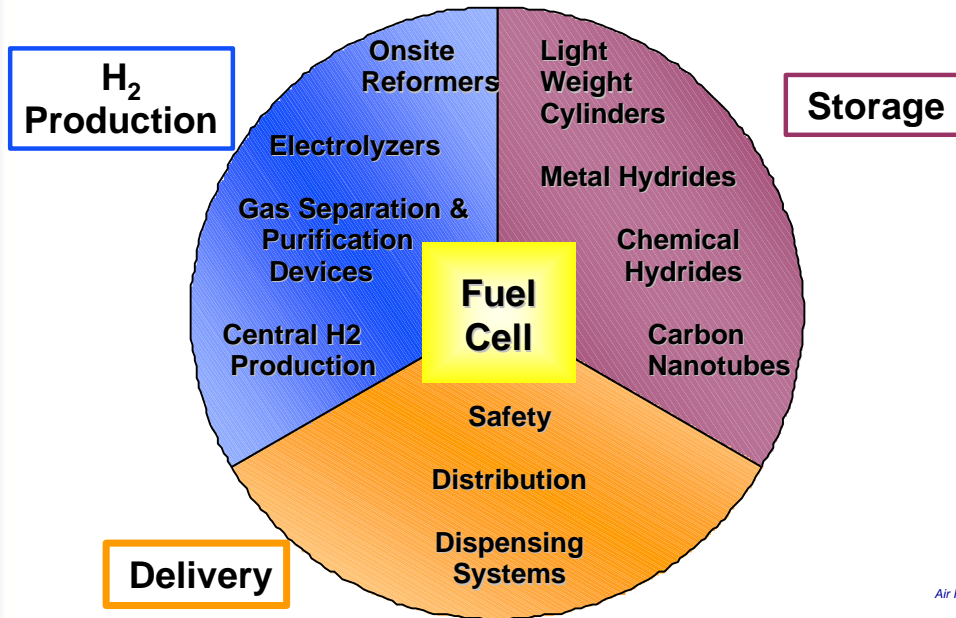 H₂
Production
Onsite
Reformers
Electrolyzers
Gas Separation &
Purification
Devices
Central H2
Production
Light
Weight
Cylinders
Storage
Metal Hydrides
Chemical
Hydrides
Carbon
Nanotubes
Fuel
Cell
Safety
Distribution
Dispensing
Systems
Delivery
Air